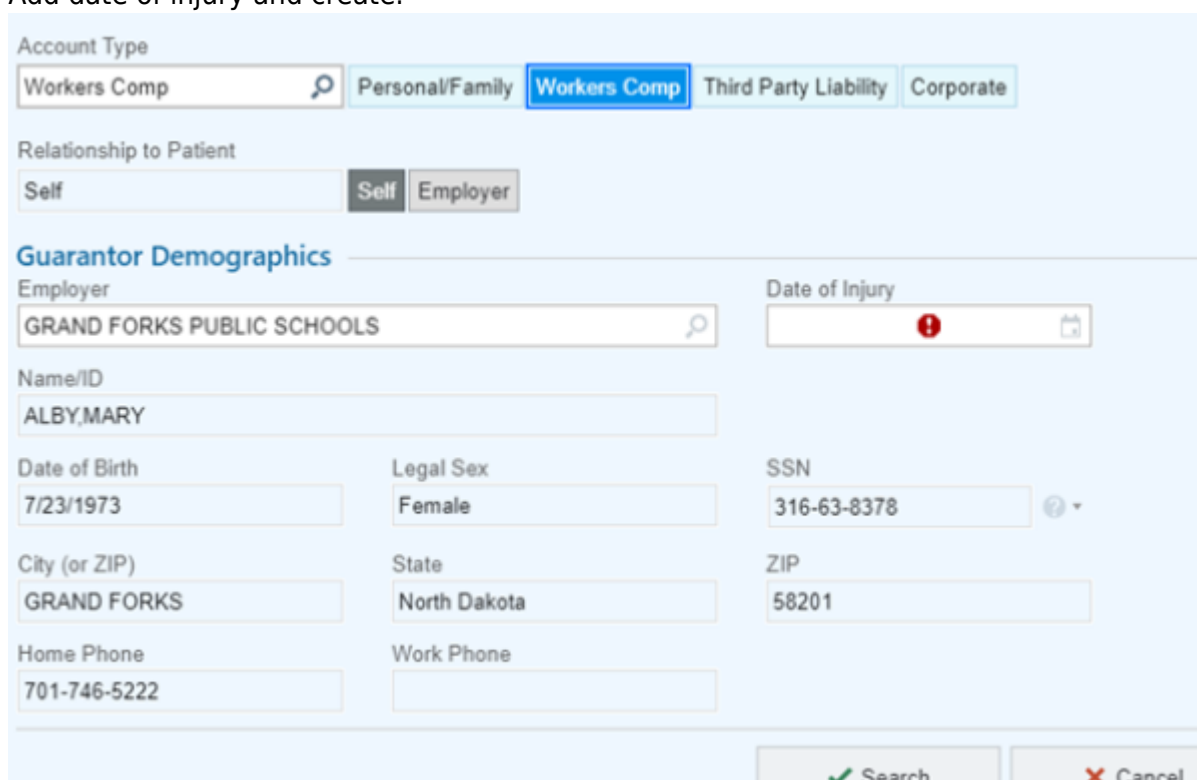 Add date of injury and create.
Account Type
Workers Comp Personal/Family Workers Comp Third Party Liability Corporate
Relationship to Patient
Self Self Employer
Guarantor Demographics
Employer Date of Injury
GRAND FORKS PUBLIC SCHOOLS
Name/ID
ALBY,MARY
Date of Birth Legal Sex SSN
7/23/1973 Female 316-63-8378
City (or ZIP) State ZIP
GRAND FORKS North Dakota 58201
Home Phone Work Phone
701-746-5222
Search Cancel